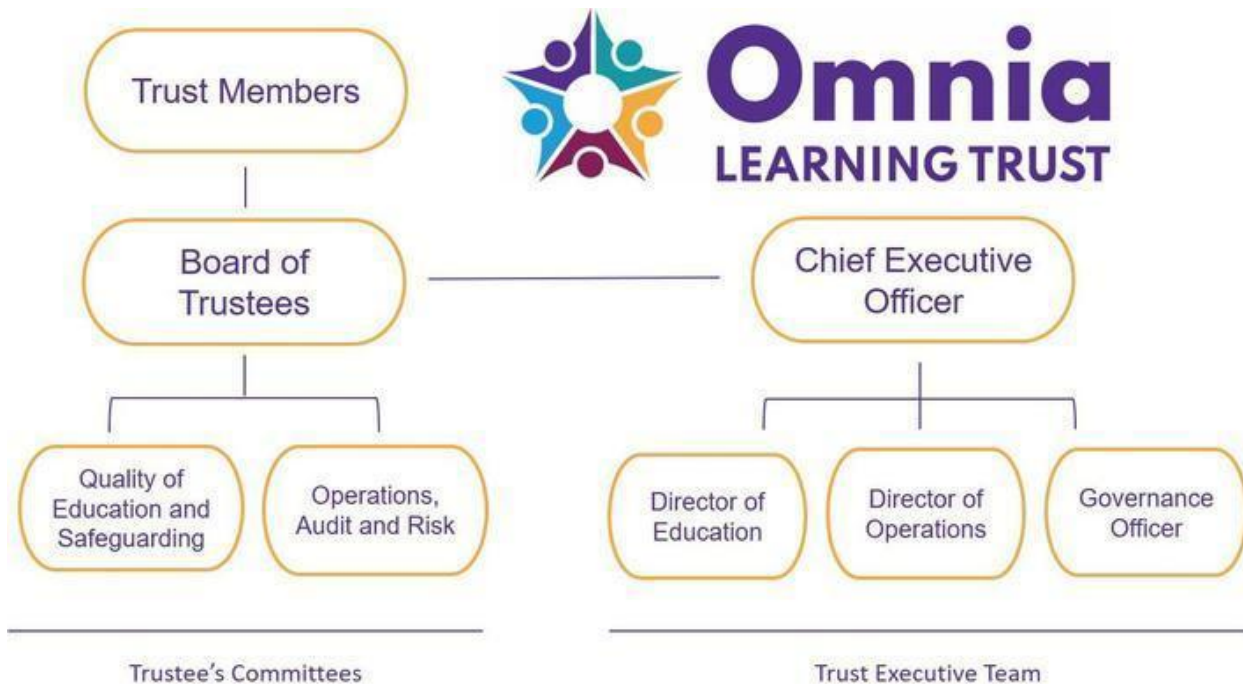 Trust Members
Omnia
LEARNING TRUST
Board of
Trustees
Chief Executive
Officer
Quality of
Education and
Safeguarding
Operations,
Audit and Risk
Director of
Education
Director of
Operations
Governance
Officer
Trustee's Committees
Trust Executive Team